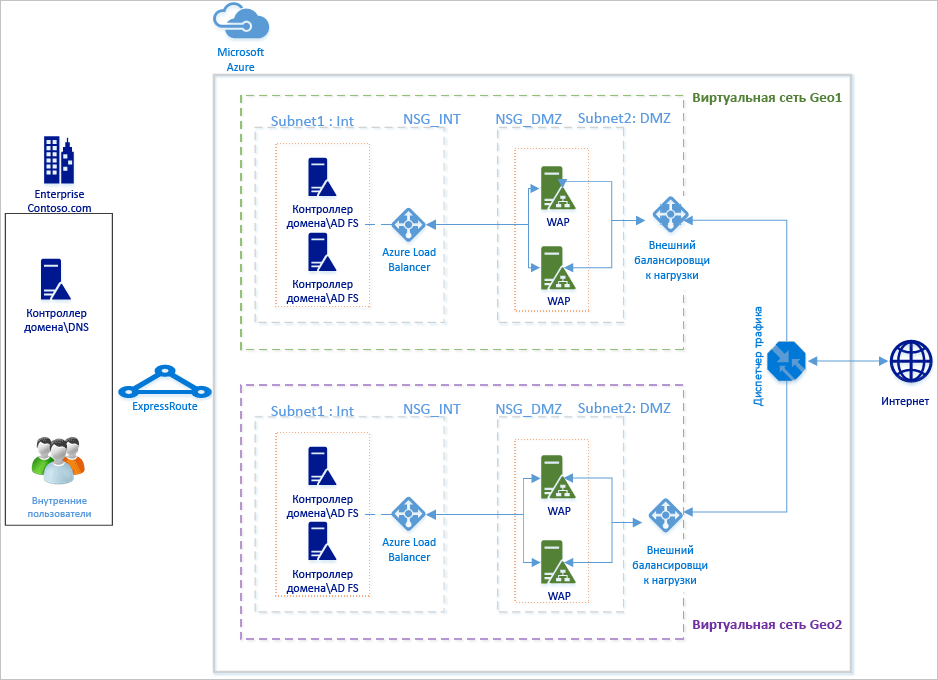 Microsoft
Azure
Виртуальная сеть Geo1
Subnet1 : Int
NSG_INT
NSG_DMZ
Subnet2: DMZ
Контроллер
домена\AD FS
Контроллер
домена\AD FS
Azure Load
Balancer
WAP
WAP
Внешний
балансировщи
к нагрузки
Enterprise
Contoso.com
Контроллер
домена\DNS
Внутренние
пользователи
ExpressRoute
Диспетчер трафика
Интернет
Subnet1 : Int
NSG_INT
NSG_DMZ
Subnet2: DMZ
Контроллер
домена\AD FS
Контроллер
домена\AD FS
Azure Load
Balancer
WAP
WAP
Внешний
балансировщи
к нагрузки
Виртуальная сеть Geo2